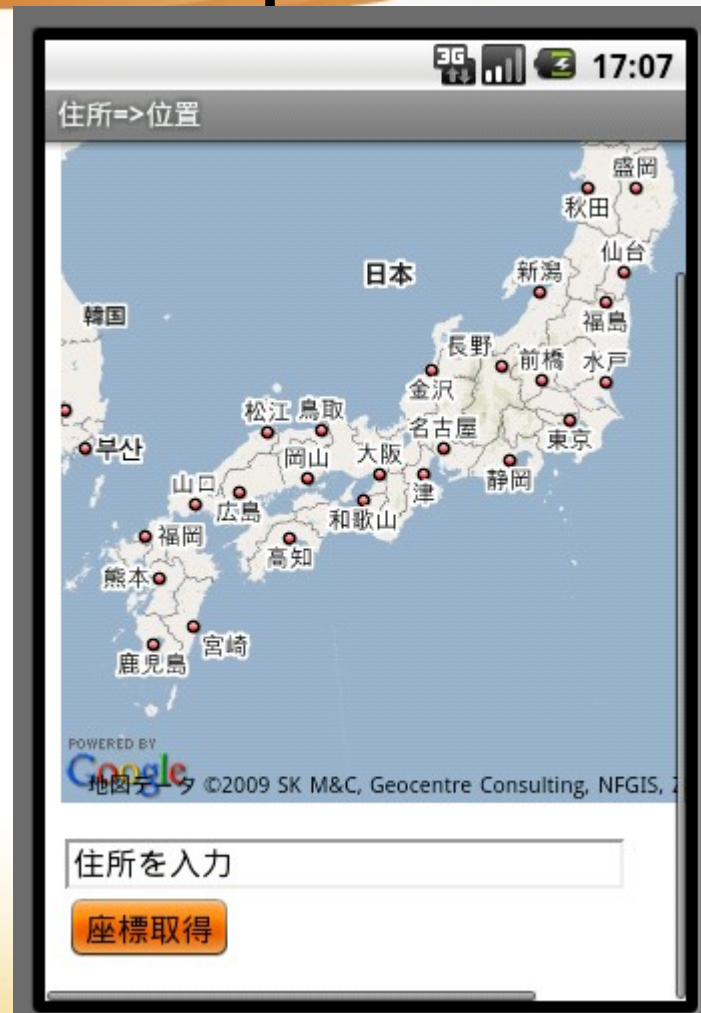 3G 17:07
住所=>位置
盛岡
秋田
仙台
日本
新潟
韓国
福島
長野
前橋
水戸
金沢
松江
鳥取
名古屋
東京
부산
岡山
大阪
静岡
山口
広島
津
和歌山
福岡
高知
熊本
宮崎
鹿児島
POWERED BY
Google
地図データ ©2009 SK M&C, Geocentre Consulting, NFGIS, Z
住所を入力
座標取得